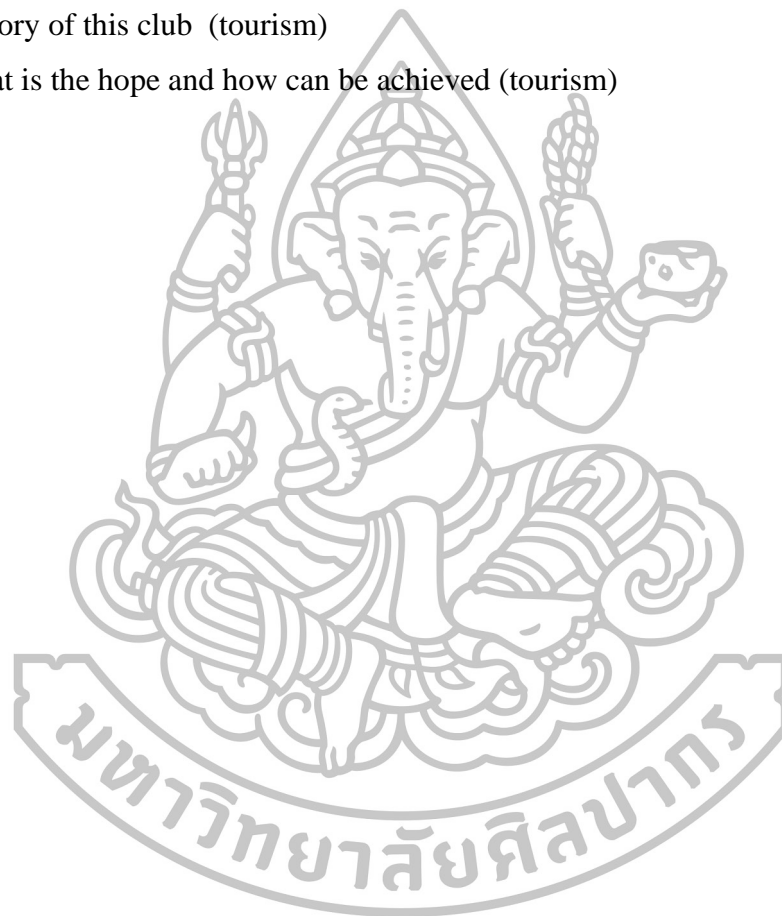 ory of this club (tourism)
at is the hope and how can be achieved (tourism)
มหาวิทยาลัยศิลปากร